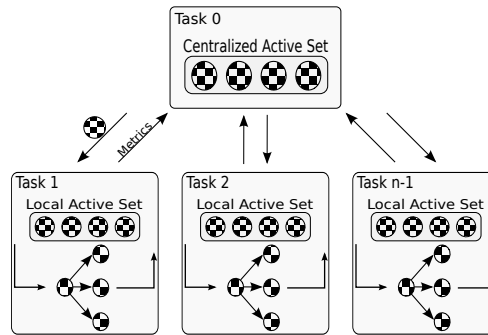 Task 0
Centralized Active Set
Metrics
Task 1
Local Active Set
Task 2
Local Active Set
Task n-1
Local Active Set